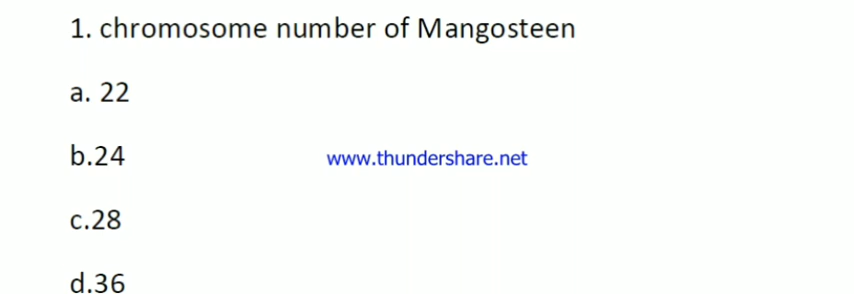 1. chromosome number of Mangosteen
a. 22
b.24
www.thundershare.net
c.28
d.36